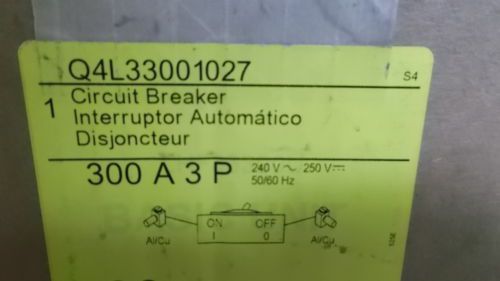 Q4L33001027
S4
1
Circuit Breaker
Interruptor Automático
Disjoncteur
300 A 3 P
240 V ~ 250 V ⎓
50/60 Hz
ON OFF
I 0
Al/Cu Al/Cu